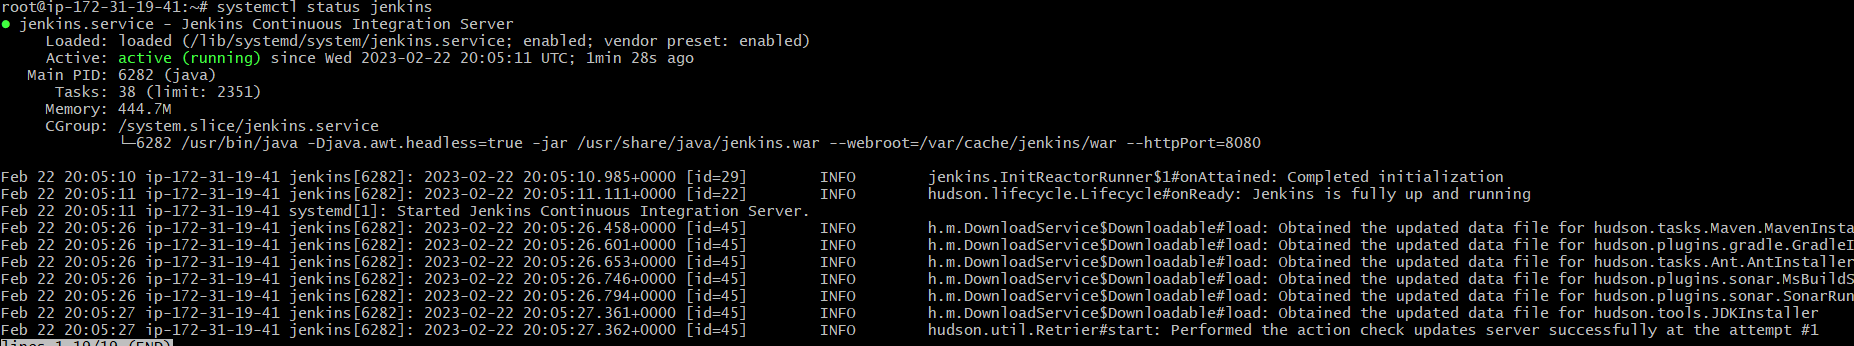 root@ip-172-31-19-41:~# systemctl status jenkins
● jenkins.service - Jenkins Continuous Integration Server
     Loaded: loaded (/lib/systemd/system/jenkins.service; enabled; vendor preset: enabled)
     Active: active (running) since Wed 2023-02-22 20:05:11 UTC; 1min 28s ago
   Main PID: 6282 (java)
      Tasks: 38 (limit: 2351)
     Memory: 444.7M
     CGroup: /system.slice/jenkins.service
             └─6282 /usr/bin/java -Djava.awt.headless=true -jar /usr/share/java/jenkins.war --webroot=/var/cache/jenkins/war --httpPort=8080
Feb 22 20:05:10 ip-172-31-19-41 jenkins[6282]: 2023-02-22 20:05:10.985+0000 [id=29]        INFO        jenkins.InitReactorRunner$1#onAttained: Completed initialization
Feb 22 20:05:11 ip-172-31-19-41 jenkins[6282]: 2023-02-22 20:05:11.111+0000 [id=22]        INFO        hudson.lifecycle.Lifecycle#onReady: Jenkins is fully up and running
Feb 22 20:05:11 ip-172-31-19-41 systemd[1]: Started Jenkins Continuous Integration Server.
Feb 22 20:05:26 ip-172-31-19-41 jenkins[6282]: 2023-02-22 20:05:26.458+0000 [id=45]        INFO        h.m.DownloadService$Downloadable#load: Obtained the updated data file for hudson.tasks.Maven.MavenInsta
Feb 22 20:05:26 ip-172-31-19-41 jenkins[6282]: 2023-02-22 20:05:26.601+0000 [id=45]        INFO        h.m.DownloadService$Downloadable#load: Obtained the updated data file for hudson.plugins.gradle.GradleI
Feb 22 20:05:26 ip-172-31-19-41 jenkins[6282]: 2023-02-22 20:05:26.653+0000 [id=45]        INFO        h.m.DownloadService$Downloadable#load: Obtained the updated data file for hudson.tasks.Ant.AntInstaller
Feb 22 20:05:26 ip-172-31-19-41 jenkins[6282]: 2023-02-22 20:05:26.746+0000 [id=45]        INFO        h.m.DownloadService$Downloadable#load: Obtained the updated data file for hudson.plugins.sonar.MsBuildS
Feb 22 20:05:26 ip-172-31-19-41 jenkins[6282]: 2023-02-22 20:05:26.794+0000 [id=45]        INFO        h.m.DownloadService$Downloadable#load: Obtained the updated data file for hudson.plugins.sonar.SonarRun
Feb 22 20:05:27 ip-172-31-19-41 jenkins[6282]: 2023-02-22 20:05:27.361+0000 [id=45]        INFO        h.m.DownloadService$Downloadable#load: Obtained the updated data file for hudson.tools.JDKInstaller
Feb 22 20:05:27 ip-172-31-19-41 jenkins[6282]: 2023-02-22 20:05:27.362+0000 [id=45]        INFO        hudson.util.Retrier#start: Performed the action check updates server successfully at the attempt #1
lines 1-19/19 (END)